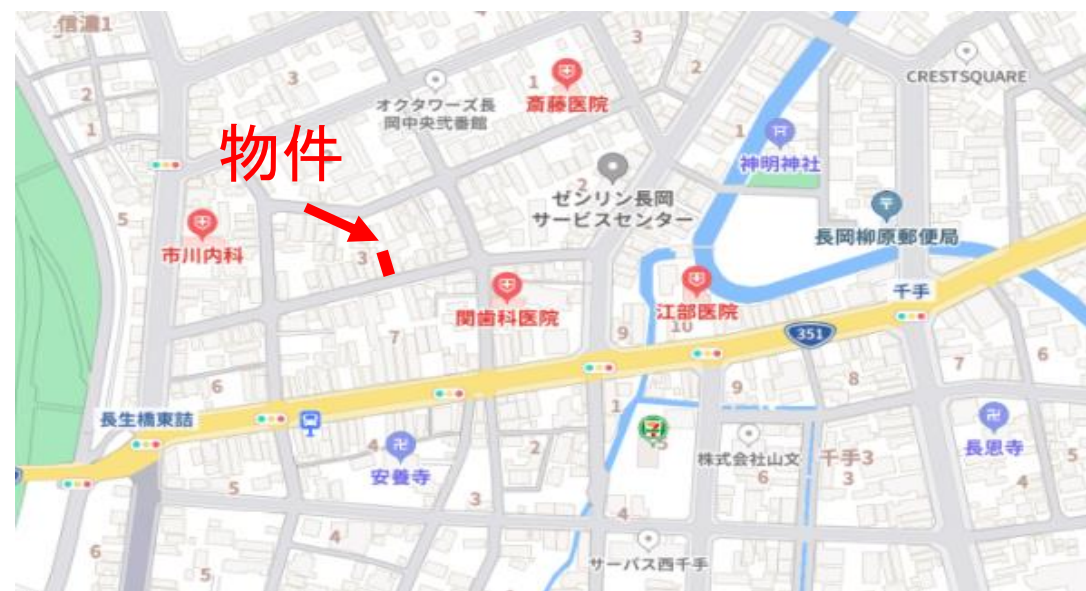 信濃1
4
3
3
2
CRESTSQUARE
1
斎藤医院
2
オクタワーズ長
岡中央弐番館
1
1
物件
神明神社
2
ゼンリン長岡
サービスセンター
5
市川内科
3
長岡柳原郵便局
千手
関歯科医院
江部医院
10
9
351
7
6
7
6
9
8
長生橋東詰
1
4
安養寺
2
5
株式会社山文
6
千手3
3
長恩寺
5
4
5
3
4
4
サーパス西千手
6
5